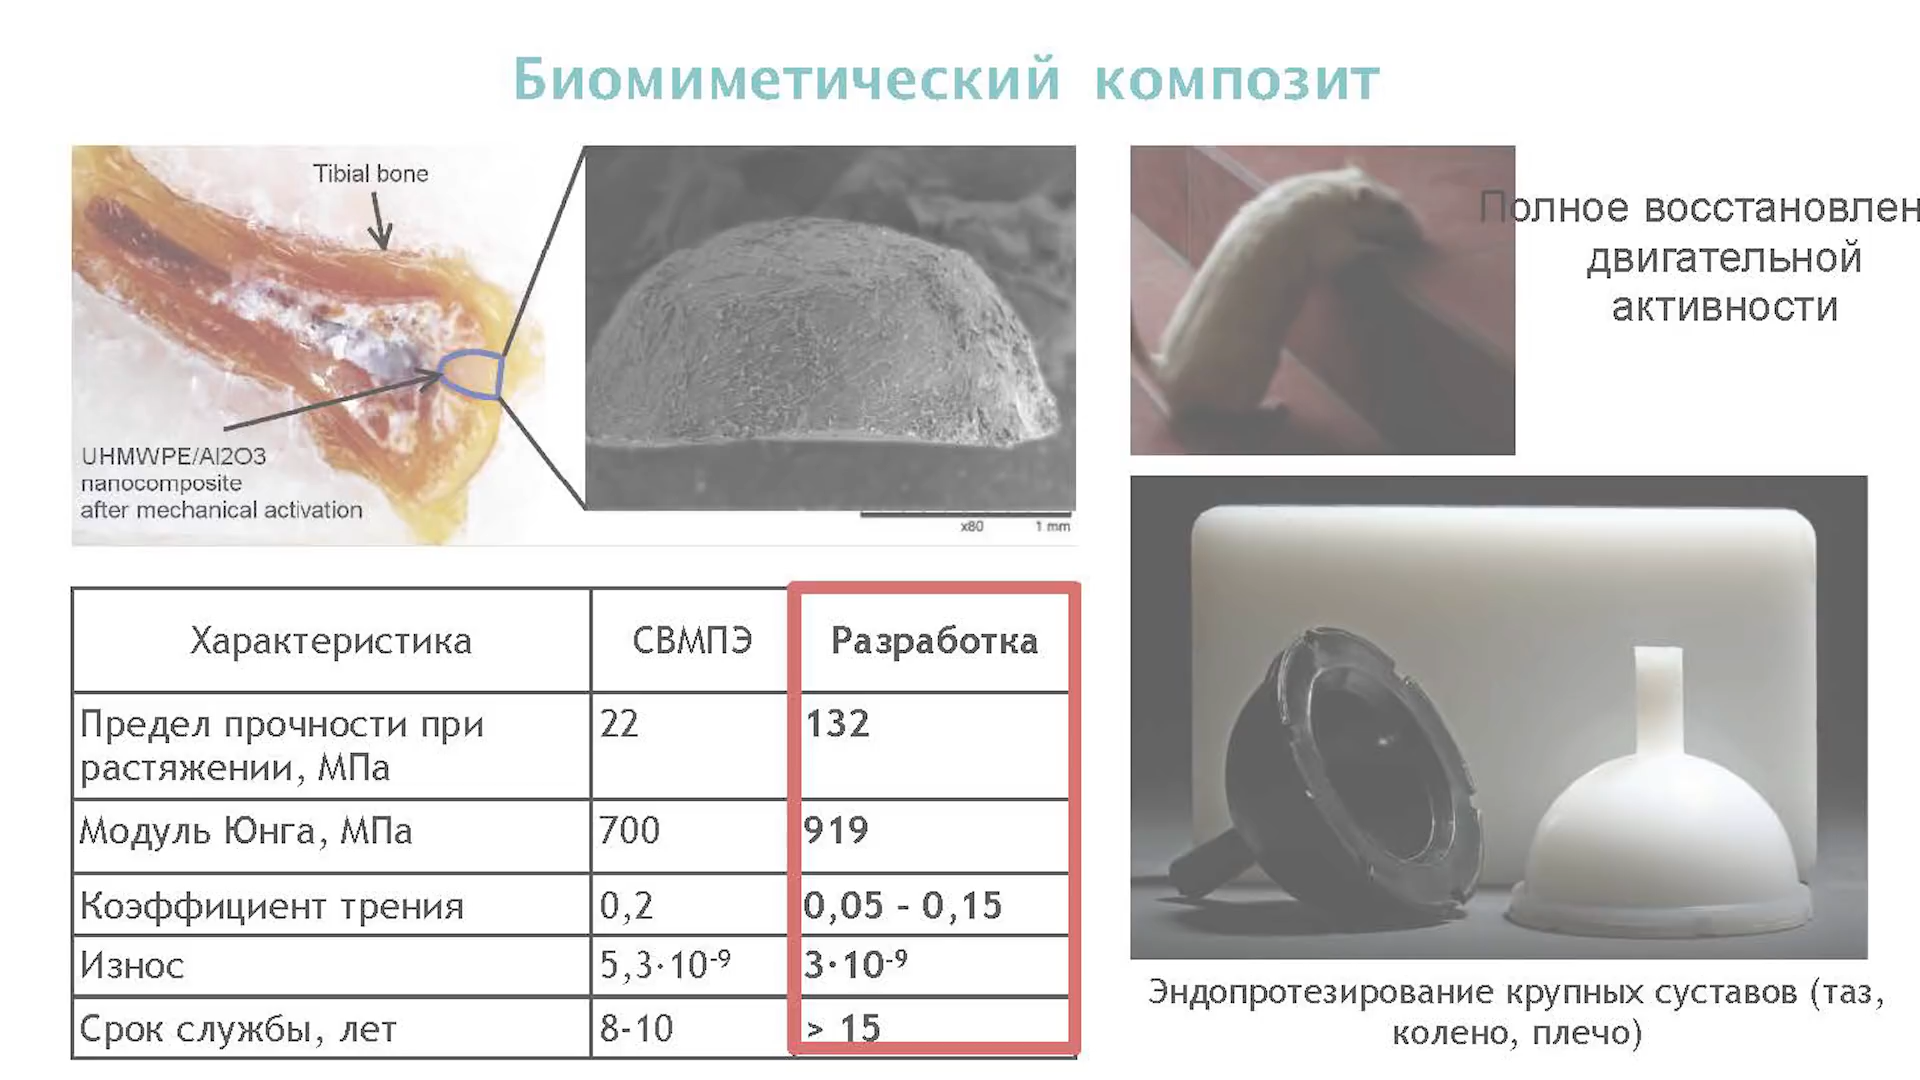 Биомиметический композит
Tibial bone
UHMWPE/Al2O3
nanocomposite
after mechanical activation
x80 1 mm
Полное восстановлен
двигательной
активности
Характеристика СВМПЭ Разработка
Предел прочности при
растяжении, МПа 22 132
Модуль Юнга, МПа 700 919
Коэффициент трения 0,2 0,05 - 0,15
Износ 5,3·10⁻⁹ 3·10⁻⁹
Срок службы, лет 8-10 > 15
Эндопротезирование крупных суставов (таз,
колено, плечо)